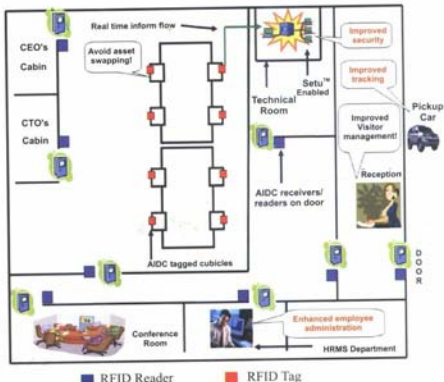 Real time inform flow
CEO's
Cabin
Avoid asset
swapping!
Improved
security
Setu™
Enabled
Technical
Room
Improved
tracking
Pickup
Car
CTO's
Cabin
Improved
Visitor
management!
Reception
AIDC receivers/
readers on door
AIDC tagged cubicles
D
O
O
R
Conference
Room
Enhanced employee
administration
HRMS Department
RFID Reader
RFID Tag